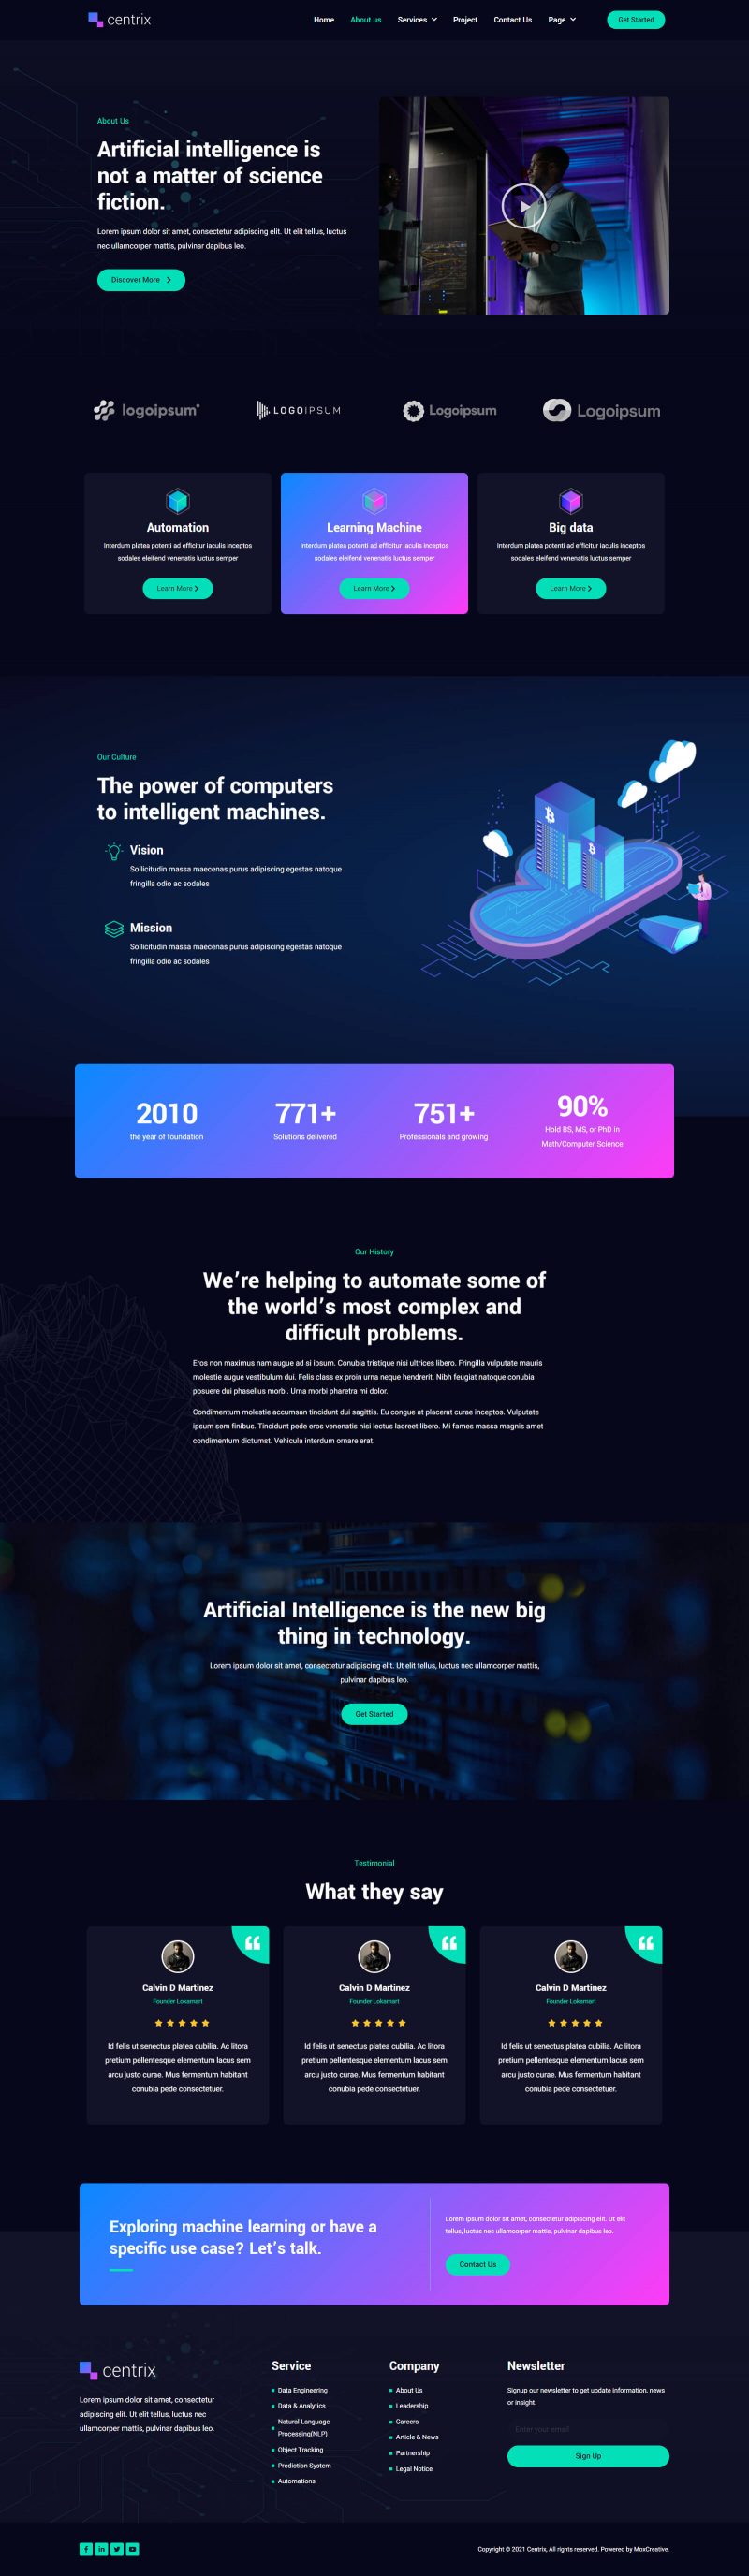 centrix
Home About us Services Project Contact Us Page Get Started
About Us
Artificial intelligence is
not a matter of science
fiction.
Lorem ipsum dolor sit amet, consectetur adipiscing elit. Ut elit tellus, luctus
nec ullamcorper mattis, pulvinar dapibus leo.
Discover More
logoipsum
LOGOIPSUM
Logoipsum
Logoipsum
Automation
Interdum platea potenti ad efficitur iaculis inceptos
sodales eleifend venenatis luctus semper
Learn More
Learning Machine
Interdum platea potenti ad efficitur iaculis inceptos
sodales eleifend venenatis luctus semper
Learn More
Big data
Interdum platea potenti ad efficitur iaculis inceptos
sodales eleifend venenatis luctus semper
Learn More
Our Culture
The power of computers
to intelligent machines.
Vision
Sollicitudin massa maecenas purus adipiscing egestas natoque
fringilla odio ac sodales
Mission
Sollicitudin massa maecenas purus adipiscing egestas natoque
fringilla odio ac sodales
2010
the year of foundation
771+
Solutions delivered
751+
Professionals and growing
90%
Hold BS, MS, or PhD in
Math/Computer Science
Our History
We're helping to automate some of
the world's most complex and
difficult problems.
Eros non maximus nam augue ad si ipsum. Conubia tristique nisi ultrices libero. Fringilla vulputate mauris
molestie augue vestibulum dui. Felis class ex proin urna neque hendrerit. Nibh feugiat natoque conubia
posuere dui phasellus morbi. Urna morbi pharetra mi dolor.
Condimentum molestie accumsan tincidunt dui sagittis. Eu congue at placerat curae inceptos. Vulputate
ipsum sem finibus. Tincidunt pede eros venenatis nisi lectus laoreet libero. Mi fames massa magnis amet
condimentum dictumst. Vehicula interdum ornare erat.
Artificial Intelligence is the new big
thing in technology.
Lorem ipsum dolor sit amet, consectetur adipiscing elit. Ut elit tellus, luctus nec ullamcorper mattis,
pulvinar dapibus leo.
Get Started
Testimonial
What they say
Calvin D Martinez
Founder Lokamart
Id felis ut senectus platea cubilia. Ac litora
pretium pellentesque elementum lacus sem
arcu justo curae. Mus fermentum habitant
conubia pede consectetuer.
Calvin D Martinez
Founder Lokamart
Id felis ut senectus platea cubilia. Ac litora
pretium pellentesque elementum lacus sem
arcu justo curae. Mus fermentum habitant
conubia pede consectetuer.
Calvin D Martinez
Founder Lokamart
Id felis ut senectus platea cubilia. Ac litora
pretium pellentesque elementum lacus sem
arcu justo curae. Mus fermentum habitant
conubia pede consectetuer.
Exploring machine learning or have a
specific use case? Let's talk.
Lorem ipsum dolor sit amet, consectetur adipiscing elit. Ut elit
tellus, luctus nec ullamcorper mattis, pulvinar dapibus leo.
Contact Us
centrix
Lorem ipsum dolor sit amet, consectetur
adipiscing elit. Ut elit tellus, luctus nec
ullamcorper mattis, pulvinar dapibus leo.
Service
Data Engineering
Data & Analytics
Natural Language
Processing(NLP)
Object Tracking
Prediction System
Automations
Company
About Us
Leadership
Careers
Article & News
Partnership
Legal Notice
Newsletter
Signup our newsletter to get update information, news
or insight.
Enter your email
Sign Up
Copyright © 2021 Centrix, All rights reserved. Powered by MoxCreative.